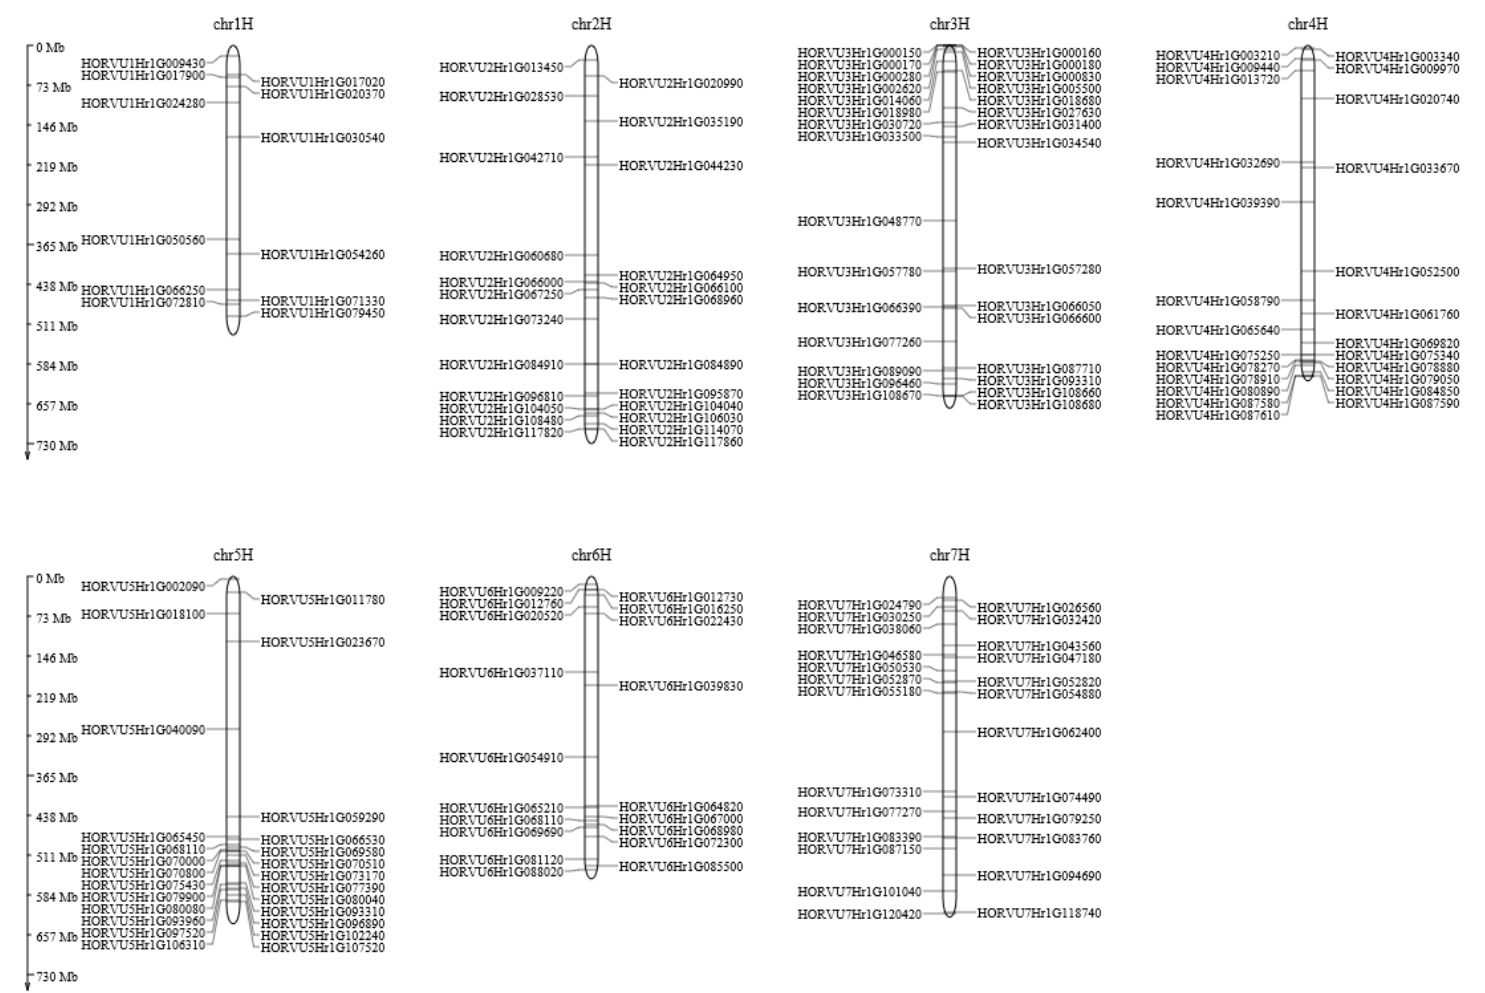 chr1H
chr2H
chr3H
chr4H
0 Mb
73 Mb
146 Mb
219 Mb
292 Mb
365 Mb
438 Mb
511 Mb
584 Mb
657 Mb
730 Mb
HORVU1Hr1G009430
HORVU1Hr1G017900
HORVU1Hr1G024280
HORVU1Hr1G050560
HORVU1Hr1G066250
HORVU1Hr1G072810
HORVU1Hr1G017020
HORVU1Hr1G020370
HORVU1Hr1G030540
HORVU1Hr1G054260
HORVU1Hr1G071330
HORVU1Hr1G079450
HORVU2Hr1G013450
HORVU2Hr1G028530
HORVU2Hr1G042710
HORVU2Hr1G060680
HORVU2Hr1G066000
HORVU2Hr1G067250
HORVU2Hr1G073240
HORVU2Hr1G084910
HORVU2Hr1G096810
HORVU2Hr1G104050
HORVU2Hr1G108480
HORVU2Hr1G117820
HORVU2Hr1G020990
HORVU2Hr1G035190
HORVU2Hr1G044230
HORVU2Hr1G064950
HORVU2Hr1G066100
HORVU2Hr1G068960
HORVU2Hr1G084890
HORVU2Hr1G095870
HORVU2Hr1G104040
HORVU2Hr1G106030
HORVU2Hr1G114070
HORVU2Hr1G117860
HORVU3Hr1G000150
HORVU3Hr1G000170
HORVU3Hr1G000280
HORVU3Hr1G002620
HORVU3Hr1G014060
HORVU3Hr1G018980
HORVU3Hr1G030720
HORVU3Hr1G033500
HORVU3Hr1G048770
HORVU3Hr1G057780
HORVU3Hr1G066390
HORVU3Hr1G077260
HORVU3Hr1G089090
HORVU3Hr1G096460
HORVU3Hr1G108670
HORVU3Hr1G000160
HORVU3Hr1G000180
HORVU3Hr1G000830
HORVU3Hr1G005500
HORVU3Hr1G018680
HORVU3Hr1G027630
HORVU3Hr1G031400
HORVU3Hr1G034540
HORVU3Hr1G057280
HORVU3Hr1G066050
HORVU3Hr1G066600
HORVU3Hr1G087710
HORVU3Hr1G093310
HORVU3Hr1G108660
HORVU3Hr1G108680
HORVU4Hr1G003210
HORVU4Hr1G009440
HORVU4Hr1G013720
HORVU4Hr1G032690
HORVU4Hr1G039390
HORVU4Hr1G058790
HORVU4Hr1G065640
HORVU4Hr1G075250
HORVU4Hr1G078270
HORVU4Hr1G078910
HORVU4Hr1G080890
HORVU4Hr1G087580
HORVU4Hr1G087610
HORVU4Hr1G003340
HORVU4Hr1G009970
HORVU4Hr1G020740
HORVU4Hr1G033670
HORVU4Hr1G052500
HORVU4Hr1G061760
HORVU4Hr1G069820
HORVU4Hr1G075340
HORVU4Hr1G078880
HORVU4Hr1G079050
HORVU4Hr1G084850
HORVU4Hr1G087590
chr5H
chr6H
chr7H
0 Mb
73 Mb
146 Mb
219 Mb
292 Mb
365 Mb
438 Mb
511 Mb
584 Mb
657 Mb
730 Mb
HORVU5Hr1G002090
HORVU5Hr1G018100
HORVU5Hr1G040090
HORVU5Hr1G065450
HORVU5Hr1G068110
HORVU5Hr1G070000
HORVU5Hr1G070800
HORVU5Hr1G075430
HORVU5Hr1G079900
HORVU5Hr1G080080
HORVU5Hr1G093960
HORVU5Hr1G097520
HORVU5Hr1G106310
HORVU5Hr1G011780
HORVU5Hr1G023670
HORVU5Hr1G059290
HORVU5Hr1G066530
HORVU5Hr1G069580
HORVU5Hr1G070510
HORVU5Hr1G073170
HORVU5Hr1G077390
HORVU5Hr1G080040
HORVU5Hr1G093310
HORVU5Hr1G096890
HORVU5Hr1G102240
HORVU5Hr1G107520
HORVU6Hr1G009220
HORVU6Hr1G012760
HORVU6Hr1G020520
HORVU6Hr1G037110
HORVU6Hr1G054910
HORVU6Hr1G065210
HORVU6Hr1G068110
HORVU6Hr1G069690
HORVU6Hr1G081120
HORVU6Hr1G088020
HORVU6Hr1G012730
HORVU6Hr1G016250
HORVU6Hr1G022430
HORVU6Hr1G039830
HORVU6Hr1G064820
HORVU6Hr1G067000
HORVU6Hr1G068980
HORVU6Hr1G072300
HORVU6Hr1G085500
HORVU7Hr1G024790
HORVU7Hr1G030250
HORVU7Hr1G038060
HORVU7Hr1G046580
HORVU7Hr1G050530
HORVU7Hr1G052870
HORVU7Hr1G055180
HORVU7Hr1G073310
HORVU7Hr1G077270
HORVU7Hr1G083390
HORVU7Hr1G087150
HORVU7Hr1G101040
HORVU7Hr1G120420
HORVU7Hr1G026560
HORVU7Hr1G032420
HORVU7Hr1G043560
HORVU7Hr1G047180
HORVU7Hr1G052820
HORVU7Hr1G054880
HORVU7Hr1G062400
HORVU7Hr1G074490
HORVU7Hr1G079250
HORVU7Hr1G083760
HORVU7Hr1G094690
HORVU7Hr1G118740